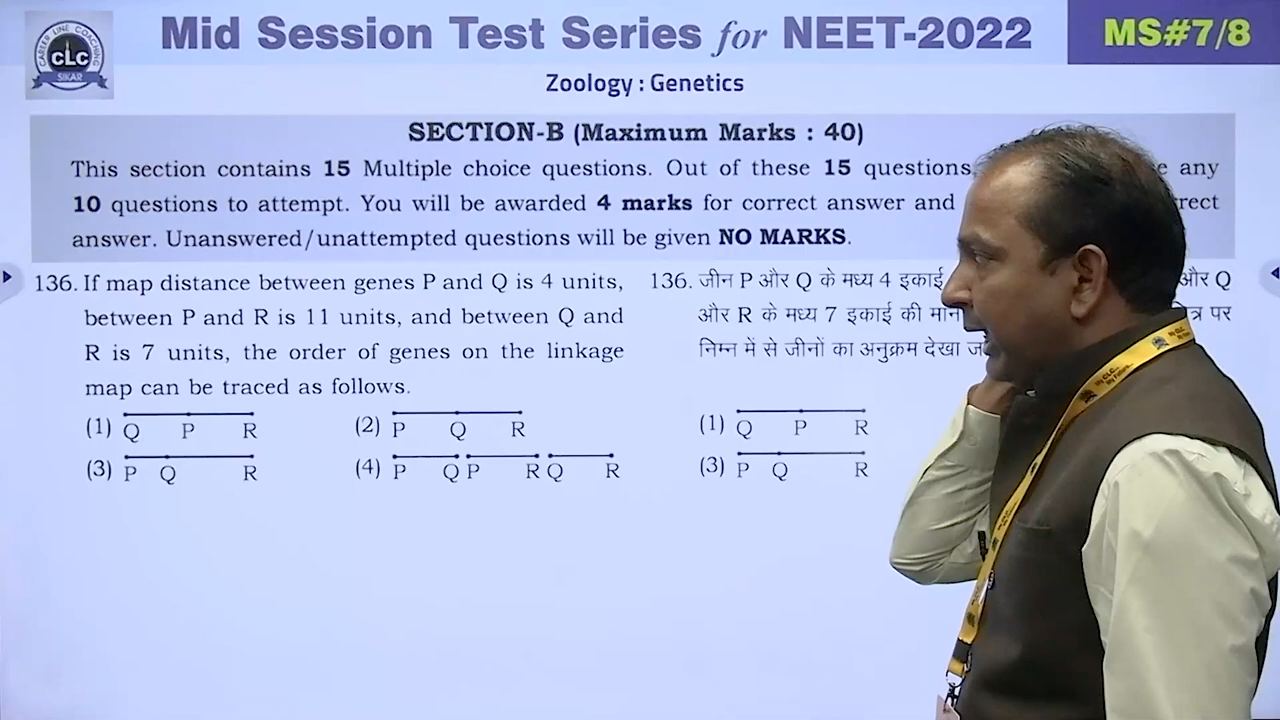 CAREER LINE COACHING
CLC
SIKAR
Mid Session Test Series for NEET-2022
MS#7/8
Zoology : Genetics
SECTION-B (Maximum Marks : 40)
This section contains 15 Multiple choice questions. Out of these 15 questions, any
10 questions to attempt. You will be awarded 4 marks for correct answer and
answer. Unanswered/unattempted questions will be given NO MARKS.
136. If map distance between genes P and Q is 4 units,
between P and R is 11 units, and between Q and
R is 7 units, the order of genes on the linkage
map can be traced as follows.
(1) Q P R (2) P Q R
(3) P Q R (4) P Q P R Q R
136. जीन P और Q के मध्य 4 इकाई और Q
और R के मध्य 7 इकाई की पर
निम्न में से जीनों का अनुक्रम देखा
(1) Q P R
(3) P Q R
My CLC...
My Future...